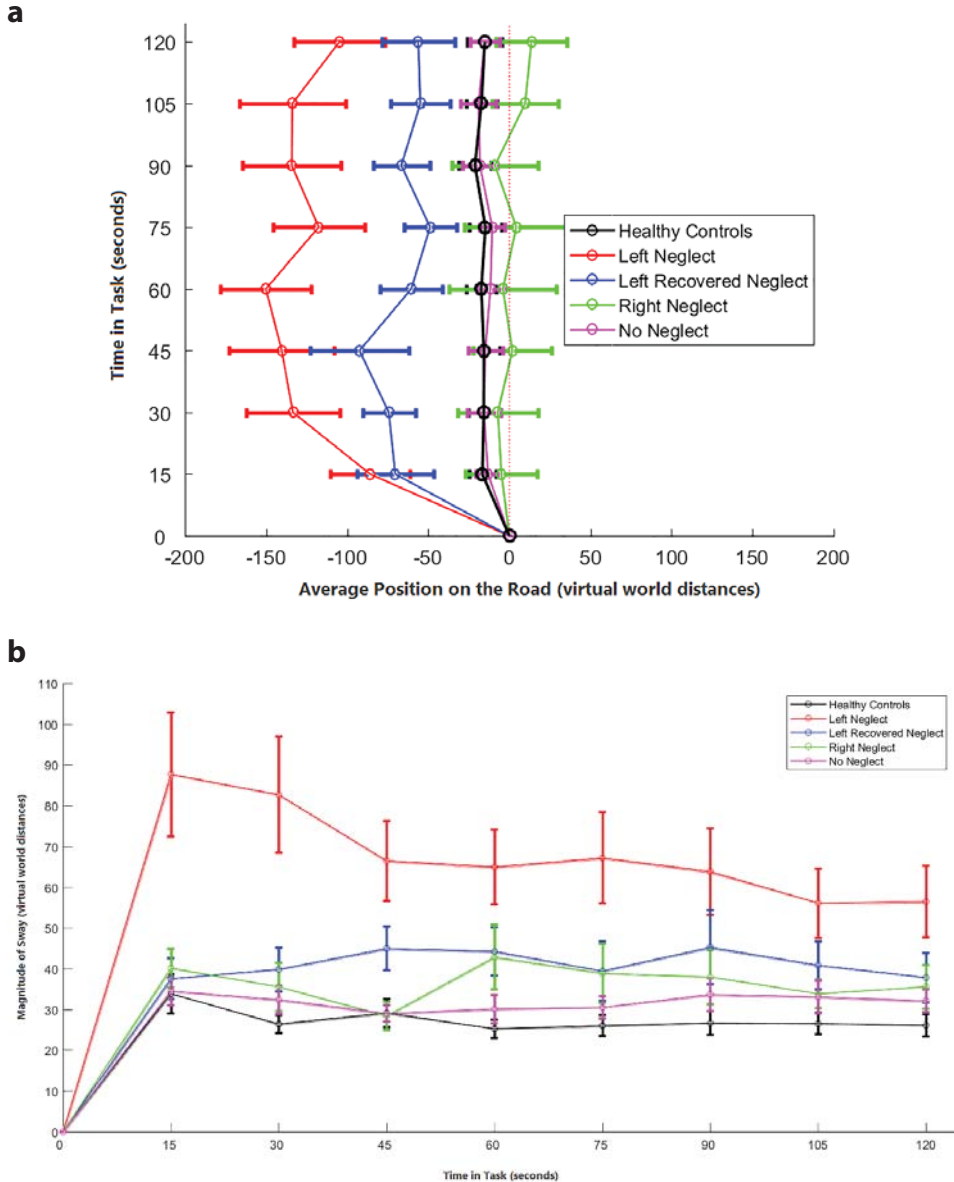 a
120
105
90
75
60
45
30
15
0
Time in Task (seconds)
-200 -150 -100 -50 0 50 100 150 200
Average Position on the Road (virtual world distances)
Healthy Controls
Left Neglect
Left Recovered Neglect
Right Neglect
No Neglect
b
110
100
90
80
70
60
50
40
30
20
10
0
Magnitude of Sway (virtual world distances)
0 15 30 45 60 75 90 105 120
Time in Task (seconds)
Healthy Controls
Left Neglect
Left Recovered Neglect
Right Neglect
No Neglect